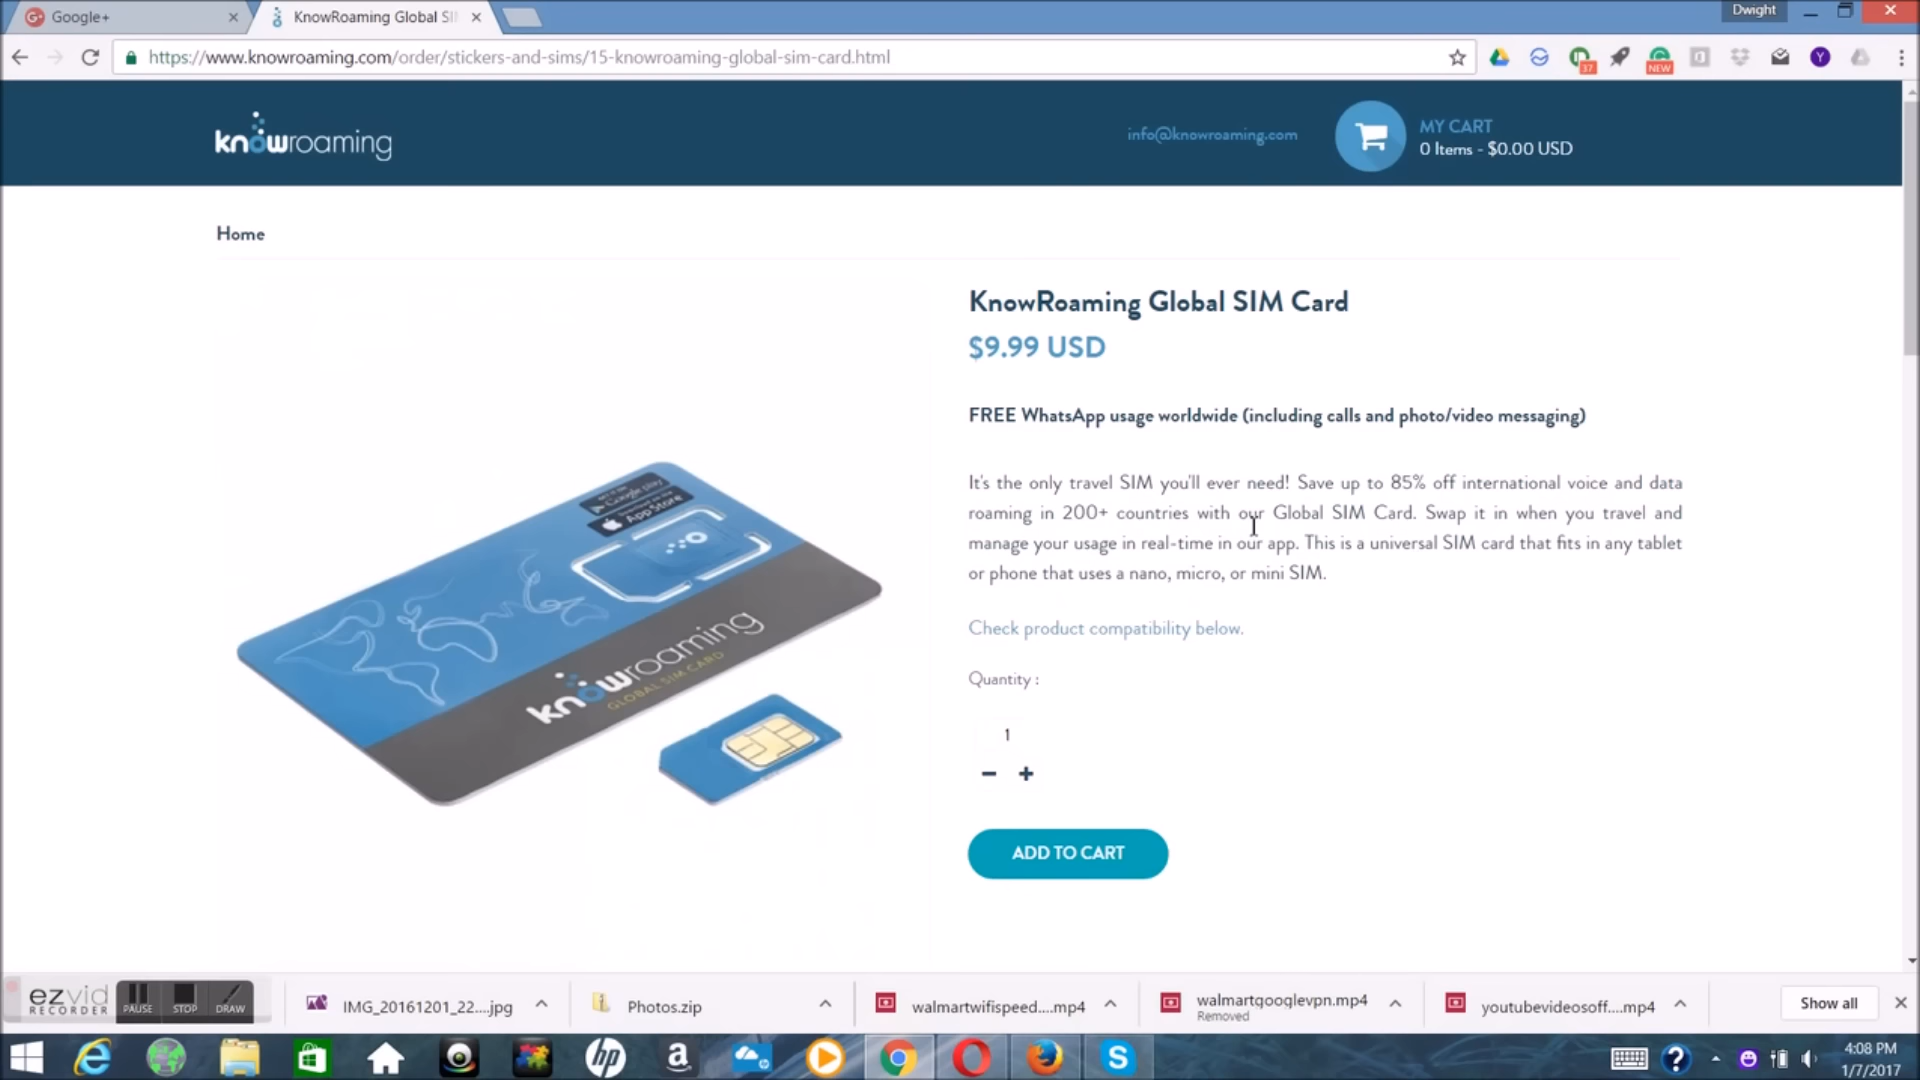 Google+
KnowRoaming Global SI
Dwight
https://www.knowroaming.com/order/stickers-and-sims/15-knowroaming-global-sim-card.html
37
NEW
Y
knowroaming
info@knowroaming.com
MY CART
0 Items - $0.00 USD
Home
KnowRoaming Global SIM Card
$9.99 USD
FREE WhatsApp usage worldwide (including calls and photo/video messaging)
It's the only travel SIM you'll ever need! Save up to 85% off international voice and data
roaming in 200+ countries with our Global SIM Card. Swap it in when you travel and
manage your usage in real-time in our app. This is a universal SIM card that fits in any tablet
or phone that uses a nano, micro, or mini SIM.
Check product compatibility below.
Quantity :
1
ADD TO CART
Google play
App Store
knowroaming
GLOBAL SIM CARD
ezvid
RECORDER
PAUSE
STOP
DRAW
IMG_20161201_22....jpg
Photos.zip
walmartwifispeed....mp4
walmartgooglevpn.mp4
Removed
youtubevideosoff....mp4
Show all
4:08 PM
1/7/2017